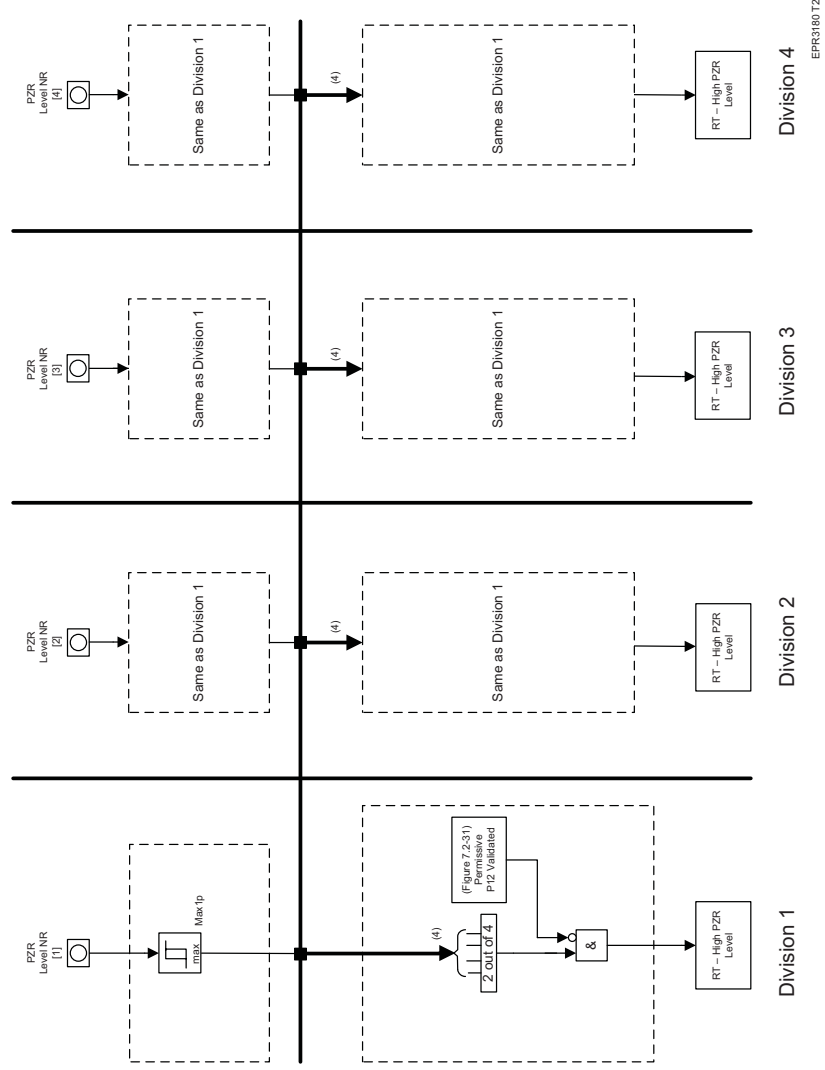 PZR
Level NR
[1]
max
Max1p
(4)
2 out of 4
(Figure 7.2-31)
Permissive
P12 Validated
&
RT – High PZR
Level
Division 1
PZR
Level NR
[2]
Same as Division 1
(4)
Same as Division 1
RT – High PZR
Level
Division 2
PZR
Level NR
[3]
Same as Division 1
(4)
Same as Division 1
RT – High PZR
Level
Division 3
PZR
Level NR
[4]
Same as Division 1
(4)
Same as Division 1
RT – High PZR
Level
Division 4
EPR3180 T2